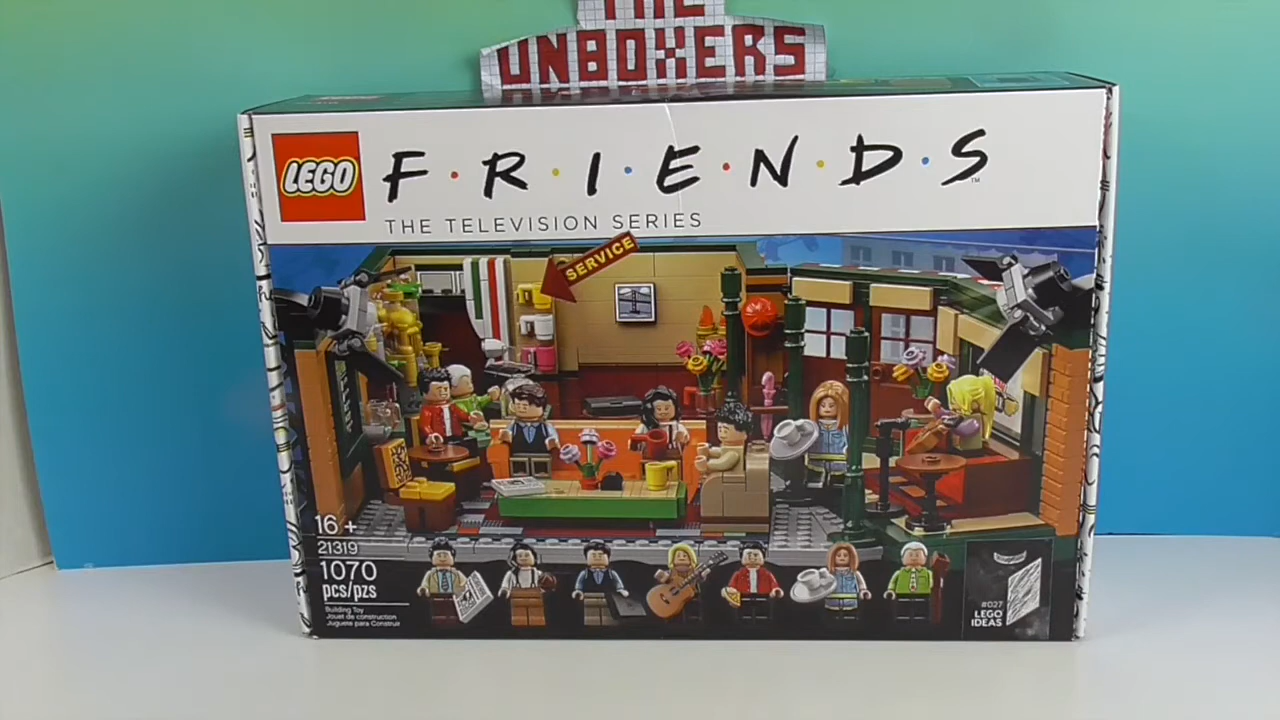 THE
UNBOXERS
LEGO
F·R·I·E·N·D·S
THE TELEVISION SERIES
SERVICE
16 +
21319
1070
pcs/pzs
Building Toy
Jouet de construction
Juguete para Construir
#027
LEGO
IDEAS